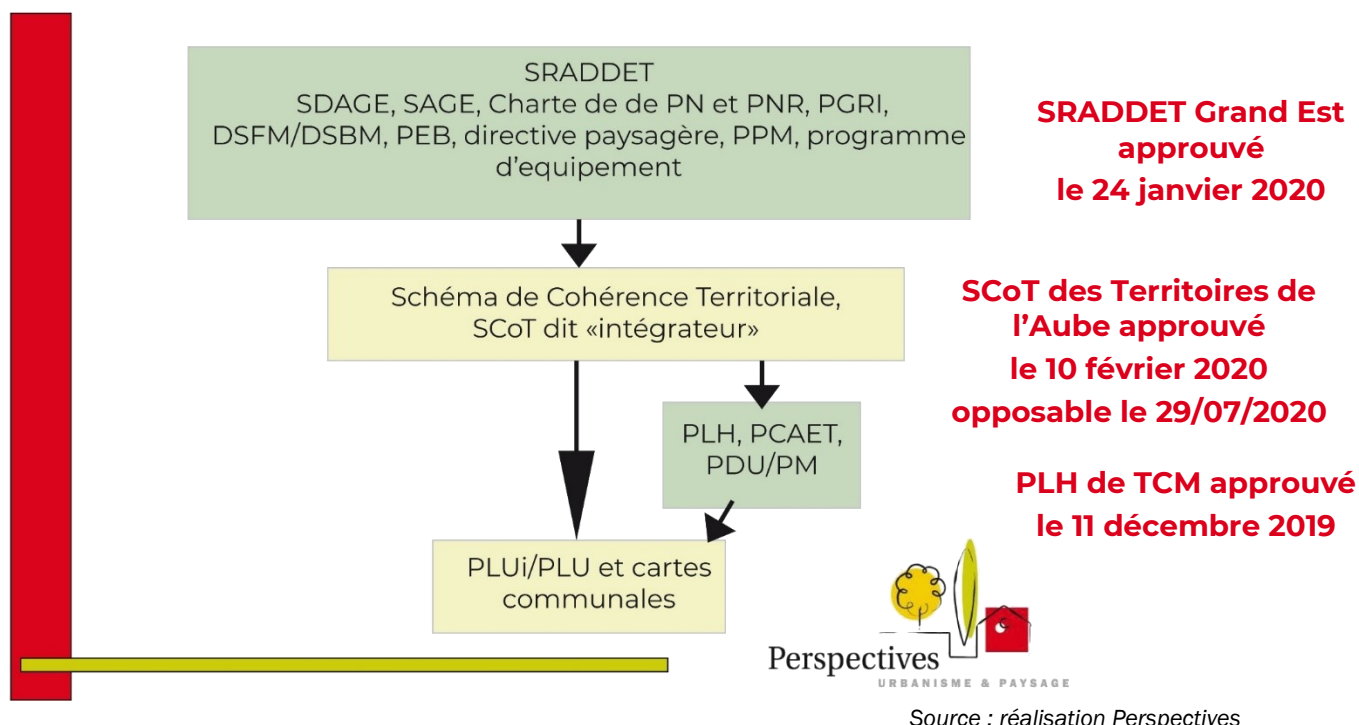 SRADDET
SDAGE, SAGE, Charte de de PN et PNR, PGRI,
DSFM/DSBM, PEB, directive paysagère, PPM, programme
d'equipement
SRADDET Grand Est
approuvé
le 24 janvier 2020
Schéma de Cohérence Territoriale,
SCoT dit «intégrateur»
SCoT des Territoires de
l’Aube approuvé
le 10 février 2020
opposable le 29/07/2020
PLH, PCAET,
PDU/PM
PLH de TCM approuvé
le 11 décembre 2019
PLUi/PLU et cartes
communales
Perspectives
URBANISME & PAYSAGE
Source : réalisation Perspectives